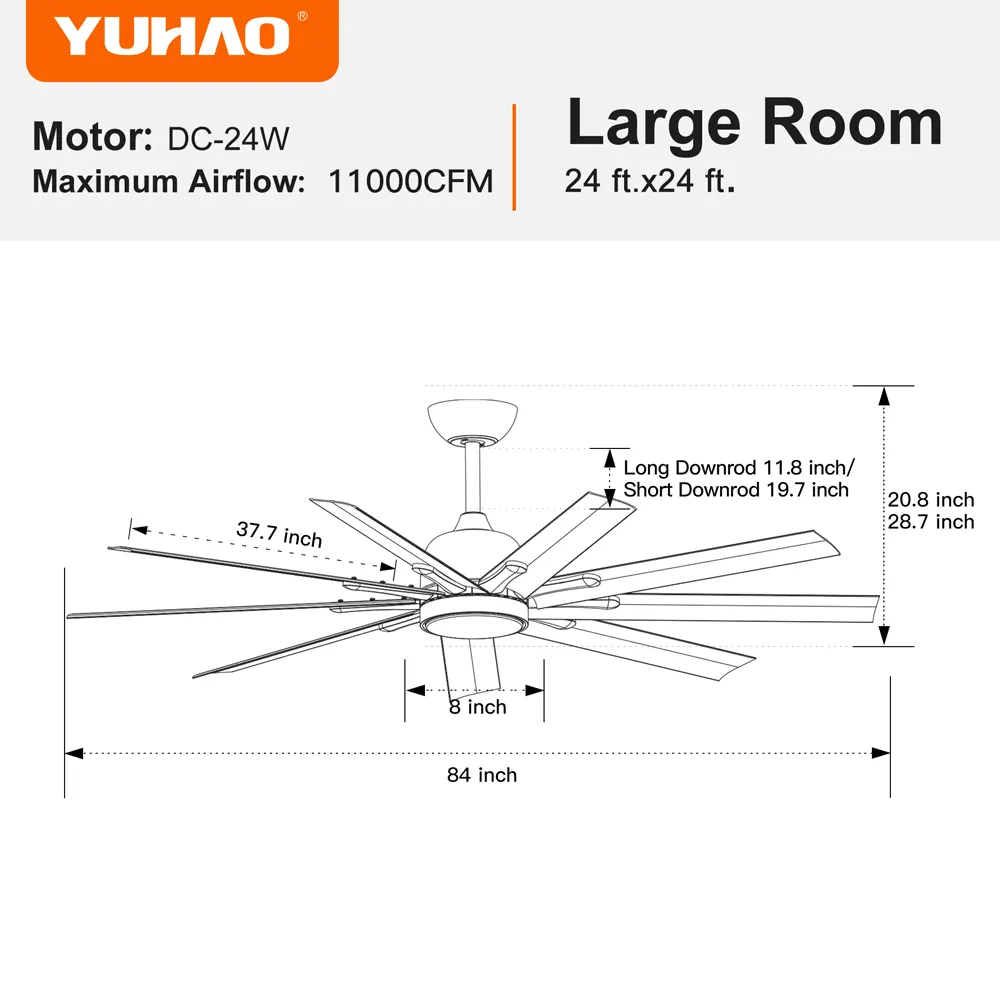 YUHAO®
Motor: DC-24W
Maximum Airflow: 11000CFM
Large Room
24 ft.x24 ft.
Long Downrod 11.8 inch/
Short Downrod 19.7 inch
20.8 inch
28.7 inch
37.7 inch
8 inch
84 inch